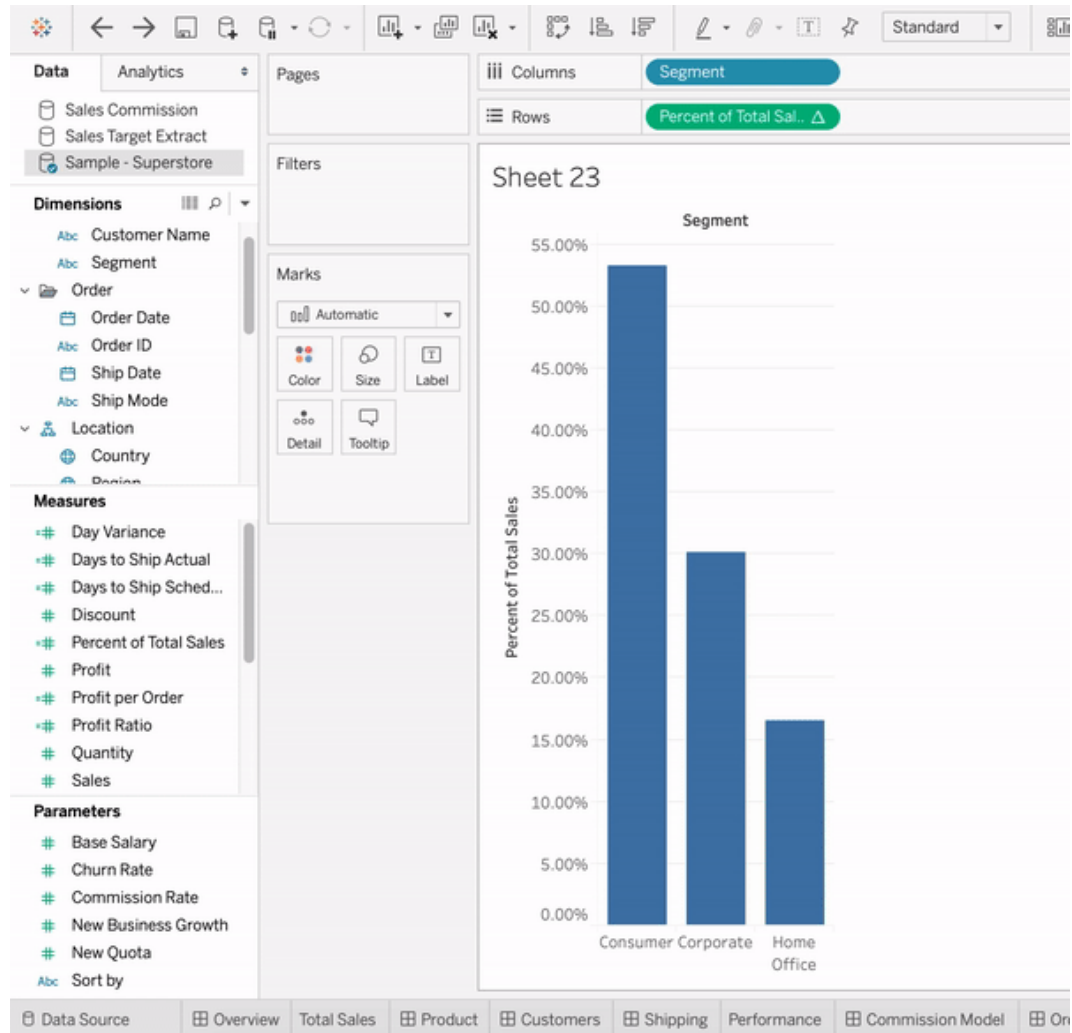 Standard
Data
Analytics
Sales Commission
Sales Target Extract
Sample - Superstore
Dimensions
Abc Customer Name
Abc Segment
Order
Order Date
Abc Order ID
Ship Date
Abc Ship Mode
Location
Country
Region
Measures
Day Variance
Days to Ship Actual
Days to Ship Sched...
Discount
Percent of Total Sales
Profit
Profit per Order
Profit Ratio
Quantity
Sales
Parameters
Base Salary
Churn Rate
Commission Rate
New Business Growth
New Quota
Abc Sort by
Pages
Filters
Marks
Automatic
Color
Size
Label
Detail
Tooltip
Columns
Segment
Rows
Percent of Total Sal..
Sheet 23
Segment
55.00%
50.00%
45.00%
40.00%
35.00%
30.00%
25.00%
20.00%
15.00%
10.00%
5.00%
0.00%
Percent of Total Sales
Consumer
Corporate
Home
Office
Data Source
Overview
Total Sales
Product
Customers
Shipping
Performance
Commission Model